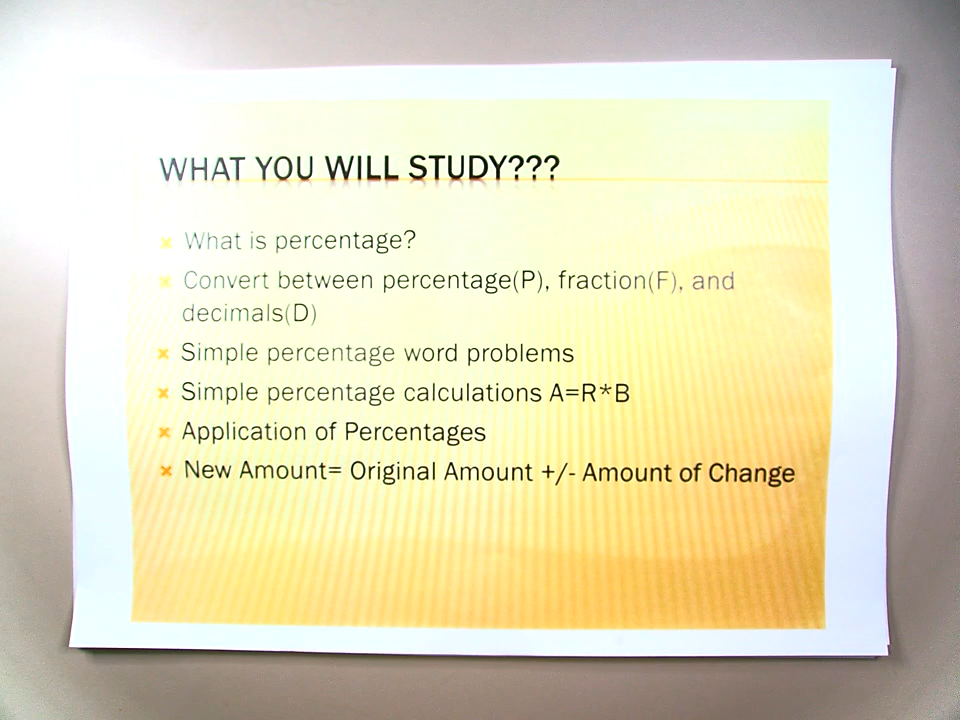 WHAT YOU WILL STUDY???
What is percentage?
Convert between percentage(P), fraction(F), and
decimals(D)
Simple percentage word problems
Simple percentage calculations A=R*B
Application of Percentages
New Amount= Original Amount +/- Amount of Change